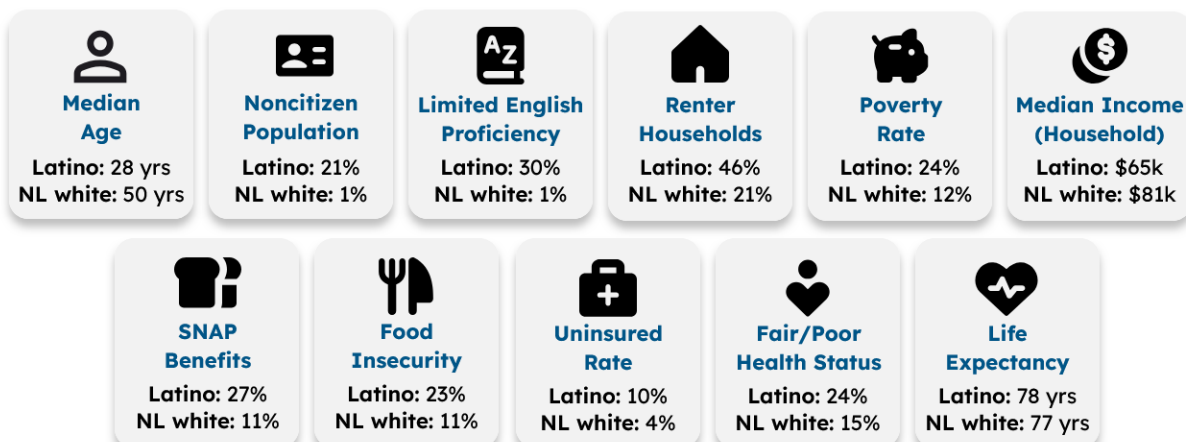 AZ
Median
Age
Latino: 28 yrs
NL white: 50 yrs
Noncitizen
Population
Latino: 21%
NL white: 1%
Limited English
Proficiency
Latino: 30%
NL white: 1%
Renter
Households
Latino: 46%
NL white: 21%
Poverty
Rate
Latino: 24%
NL white: 12%
$
Median Income
(Household)
Latino: $65k
NL white: $81k
SNAP
Benefits
Latino: 27%
NL white: 11%
Food
Insecurity
Latino: 23%
NL white: 11%
Uninsured
Rate
Latino: 10%
NL white: 4%
Fair/Poor
Health Status
Latino: 24%
NL white: 15%
Life
Expectancy
Latino: 78 yrs
NL white: 77 yrs